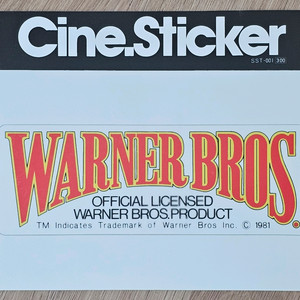 Cine.Sticker
SST-001 300
WARNER BROS.
OFFICIAL LICENSED
WARNER BROS. PRODUCT
TM Indicates Trademark of Warner Bros Inc. © 1981